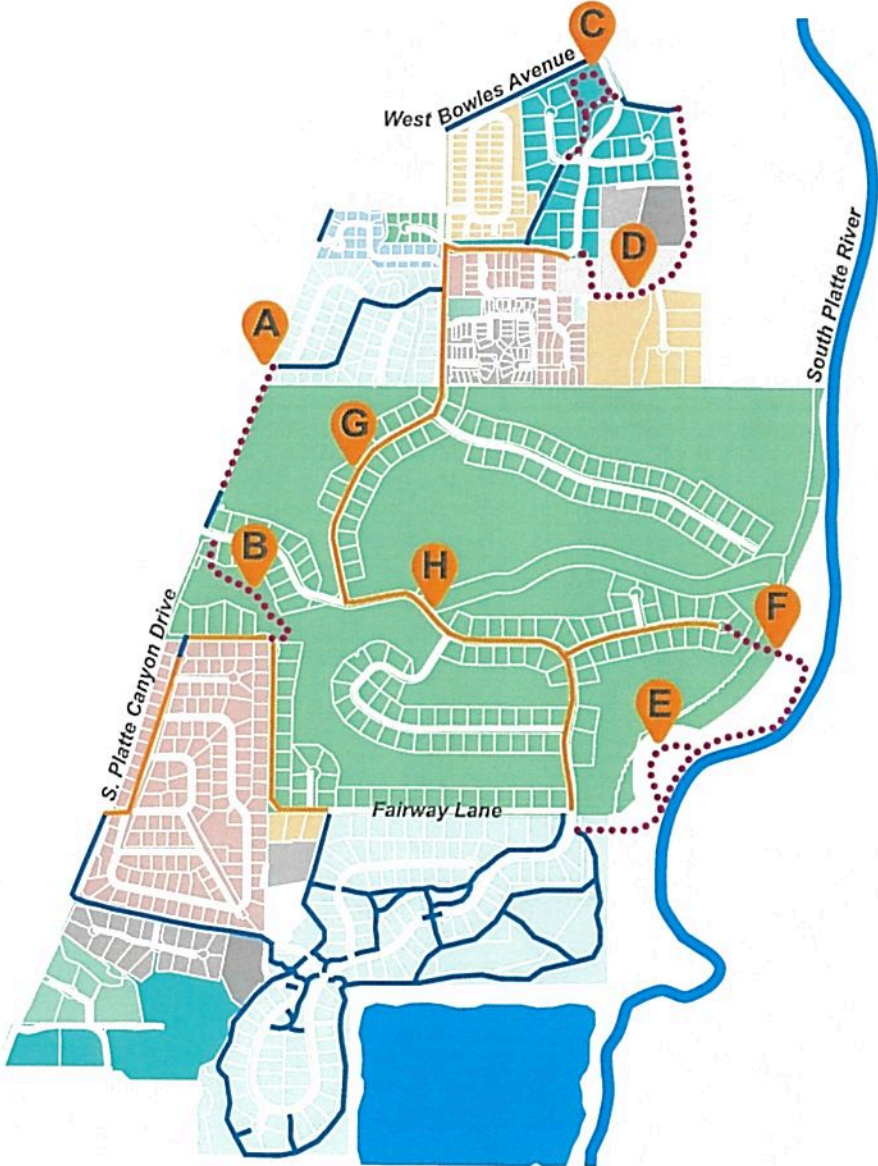 C
West Bowles Avenue
D
South Platte River
A
G
B
H
F
S. Platte Canyon Drive
E
Fairway Lane